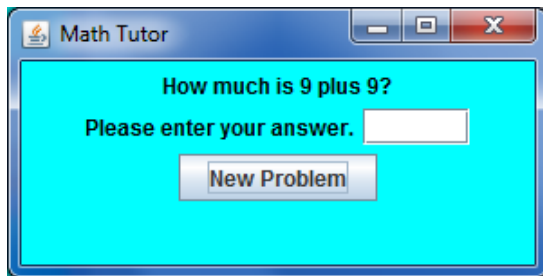 Math Tutor
How much is 9 plus 9?
Please enter your answer.
New Problem